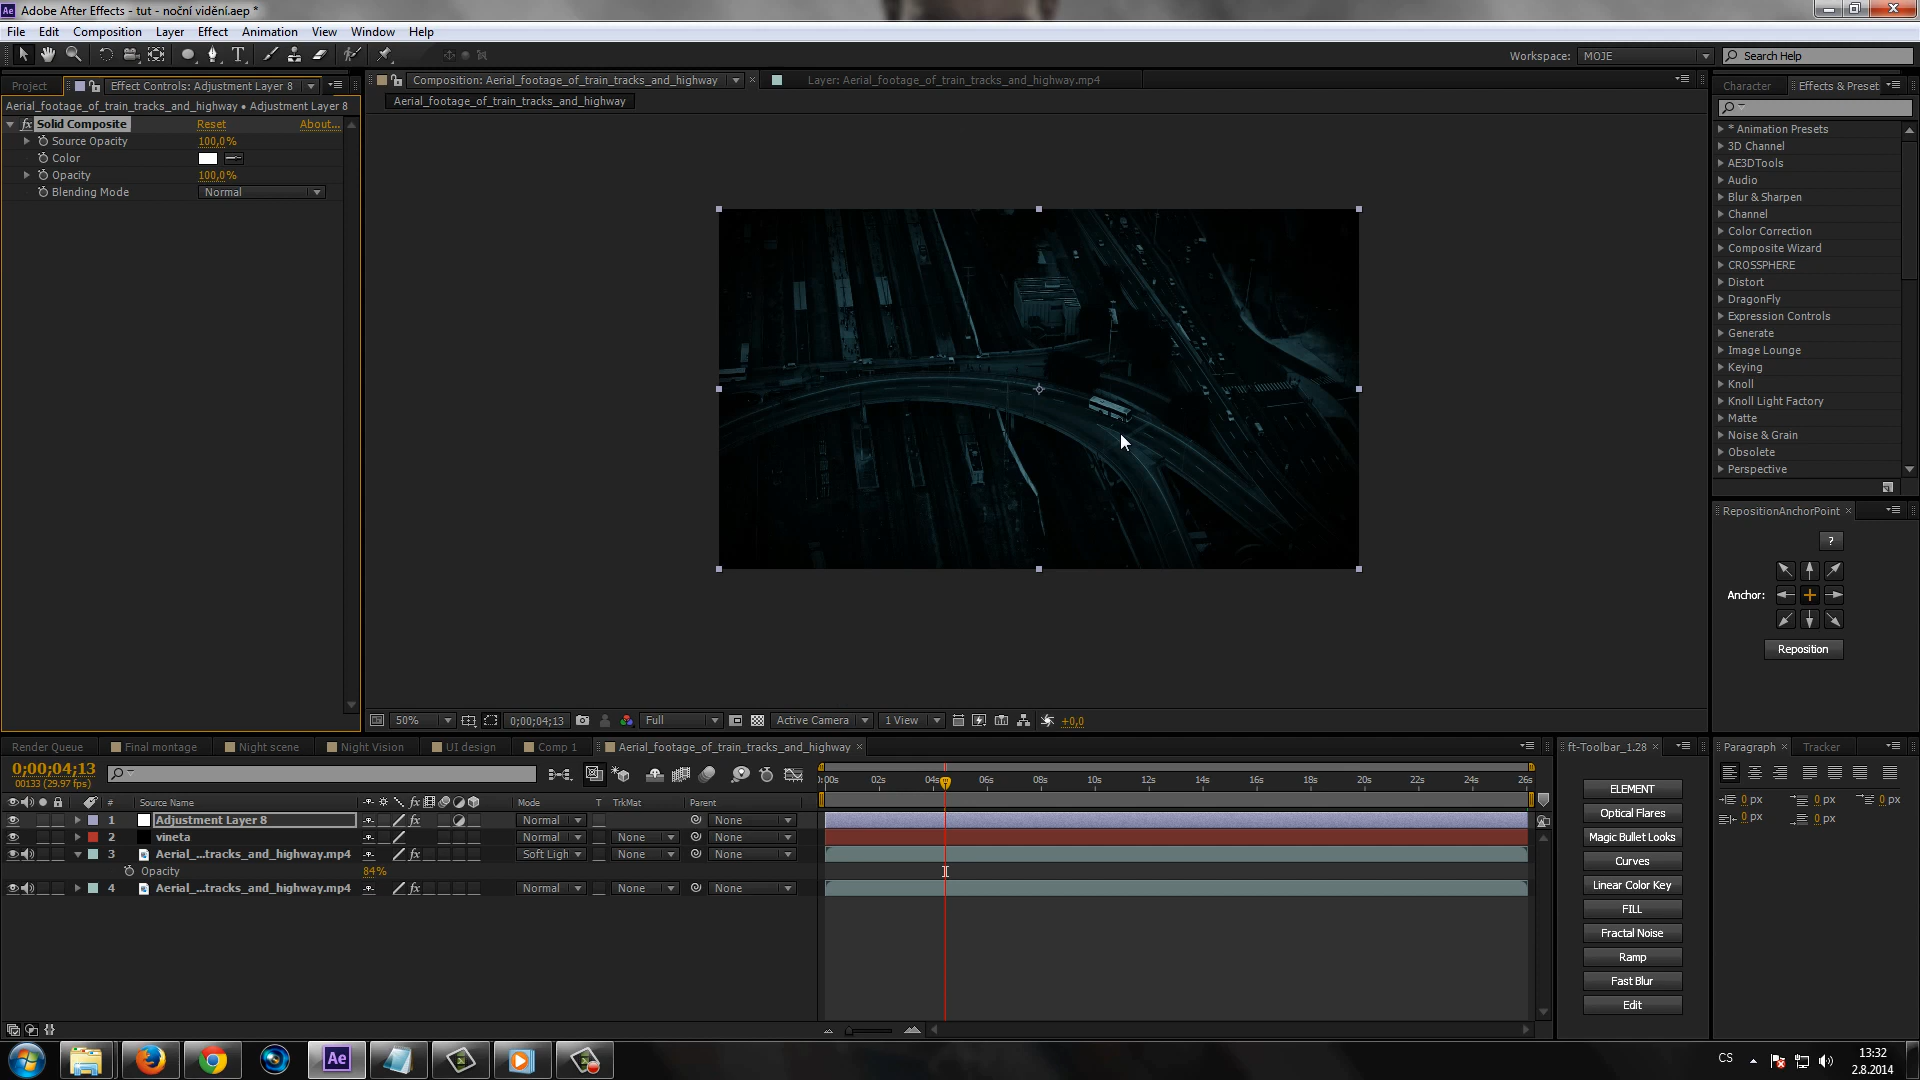 Ae Adobe After Effects - tut - noční vidění.aep *
File Edit Composition Layer Effect Animation View Window Help
Workspace: MOJE Search Help
Project Effect Controls: Adjustment Layer 8
Composition: Aerial_footage_of_train_tracks_and_highway Layer: Aerial_footage_of_train_tracks_and_highway.mp4
Character Effects & Preset
Aerial_footage_of_train_tracks_and_highway • Adjustment Layer 8
Aerial_footage_of_train_tracks_and_highway
fx Solid Composite Reset About...
Source Opacity 100,0%
Color
Opacity 100,0%
Blending Mode Normal
* Animation Presets
3D Channel
AE3DTools
Audio
Blur & Sharpen
Channel
Color Correction
Composite Wizard
CROSSPHERE
Distort
DragonFly
Expression Controls
Generate
Image Lounge
Keying
Knoll
Knoll Light Factory
Matte
Noise & Grain
Obsolete
Perspective
RepositionAnchorPoint
?
Anchor:
Reposition
50% 0;00;04;13 Full Active Camera 1 View +0,0
Render Queue Final montage Night scene Night Vision UI design Comp 1 Aerial_footage_of_train_tracks_and_highway
0;00;04;13
00133 (29.97 fps)
0:00s 02s 04s 06s 08s 10s 12s 14s 16s 18s 20s 22s 24s 26s
# Source Name fx Mode T TrkMat Parent
1 Adjustment Layer 8 fx Normal None
2 vineta Normal None None
3 Aerial_...tracks_and_highway.mp4 fx Soft Ligh None None
Opacity 84%
4 Aerial_...tracks_and_highway.mp4 fx Normal None None
ft-Toolbar_1.28
ELEMENT
Optical Flares
Magic Bullet Looks
Curves
Linear Color Key
FILL
Fractal Noise
Ramp
Fast Blur
Edit
Paragraph Tracker
0 px 0 px 0 px
0 px 0 px
Ae
CS
13:32
2.8.2014